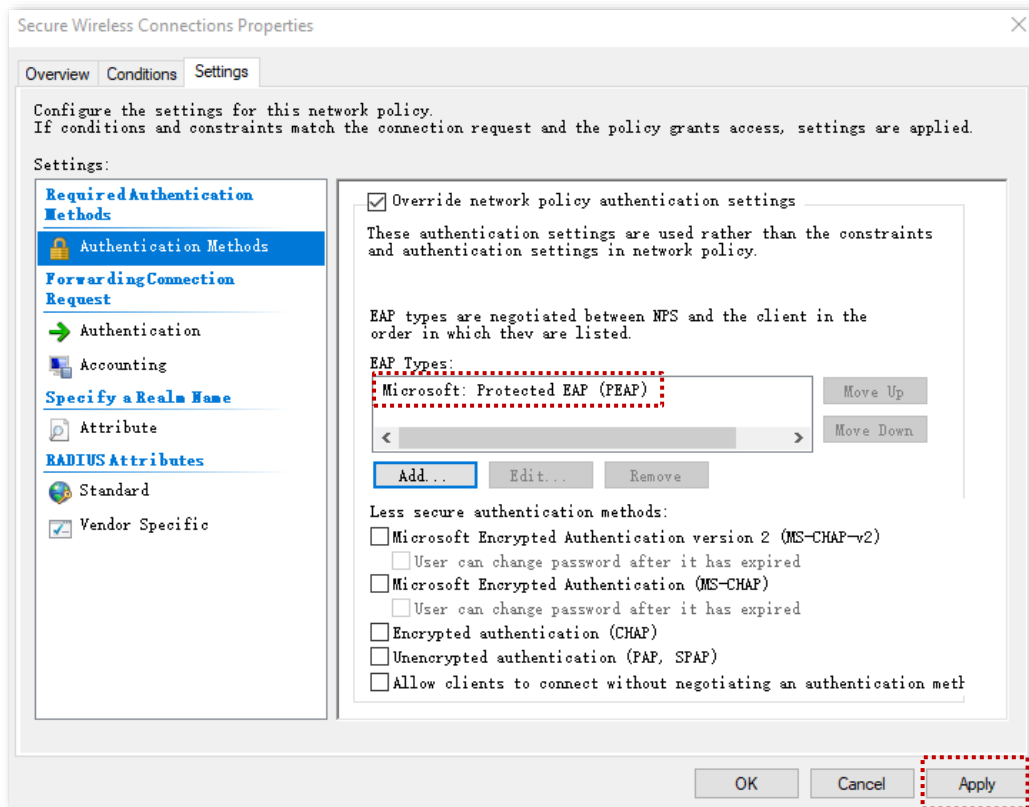 Secure Wireless Connections Properties
Overview
Conditions
Settings
Configure the settings for this network policy.
If conditions and constraints match the connection request and the policy grants access, settings are applied.
Settings:
Required Authentication
Methods
Authentication Methods
Forwarding Connection
Request
Authentication
Accounting
Specify a Realm Name
Attribute
RADIUS Attributes
Standard
Vendor Specific
Override network policy authentication settings
These authentication settings are used rather than the constraints
and authentication settings in network policy.
EAP types are negotiated between NPS and the client in the
order in which they are listed.
EAP Types:
Microsoft: Protected EAP (PEAP)
Move Up
Move Down
Add...
Edit...
Remove
Less secure authentication methods:
Microsoft Encrypted Authentication version 2 (MS-CHAP-v2)
User can change password after it has expired
Microsoft Encrypted Authentication (MS-CHAP)
User can change password after it has expired
Encrypted authentication (CHAP)
Unencrypted authentication (PAP, SPAP)
Allow clients to connect without negotiating an authentication meth
OK
Cancel
Apply